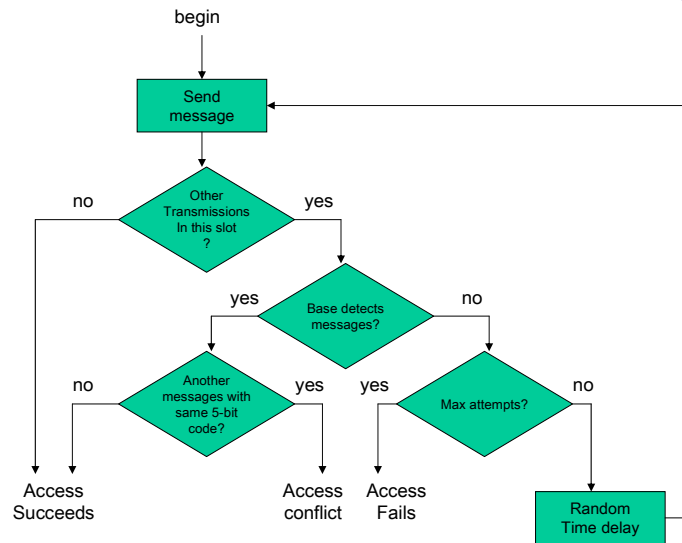 begin
Send
message
no
Other
Transmissions
In this slot
?
yes
yes
Base detects
messages?
no
no
Another
messages with
same 5-bit
code?
yes
yes
Max attempts?
no
Access
Succeeds
Access
conflict
Access
Fails
Random
Time delay